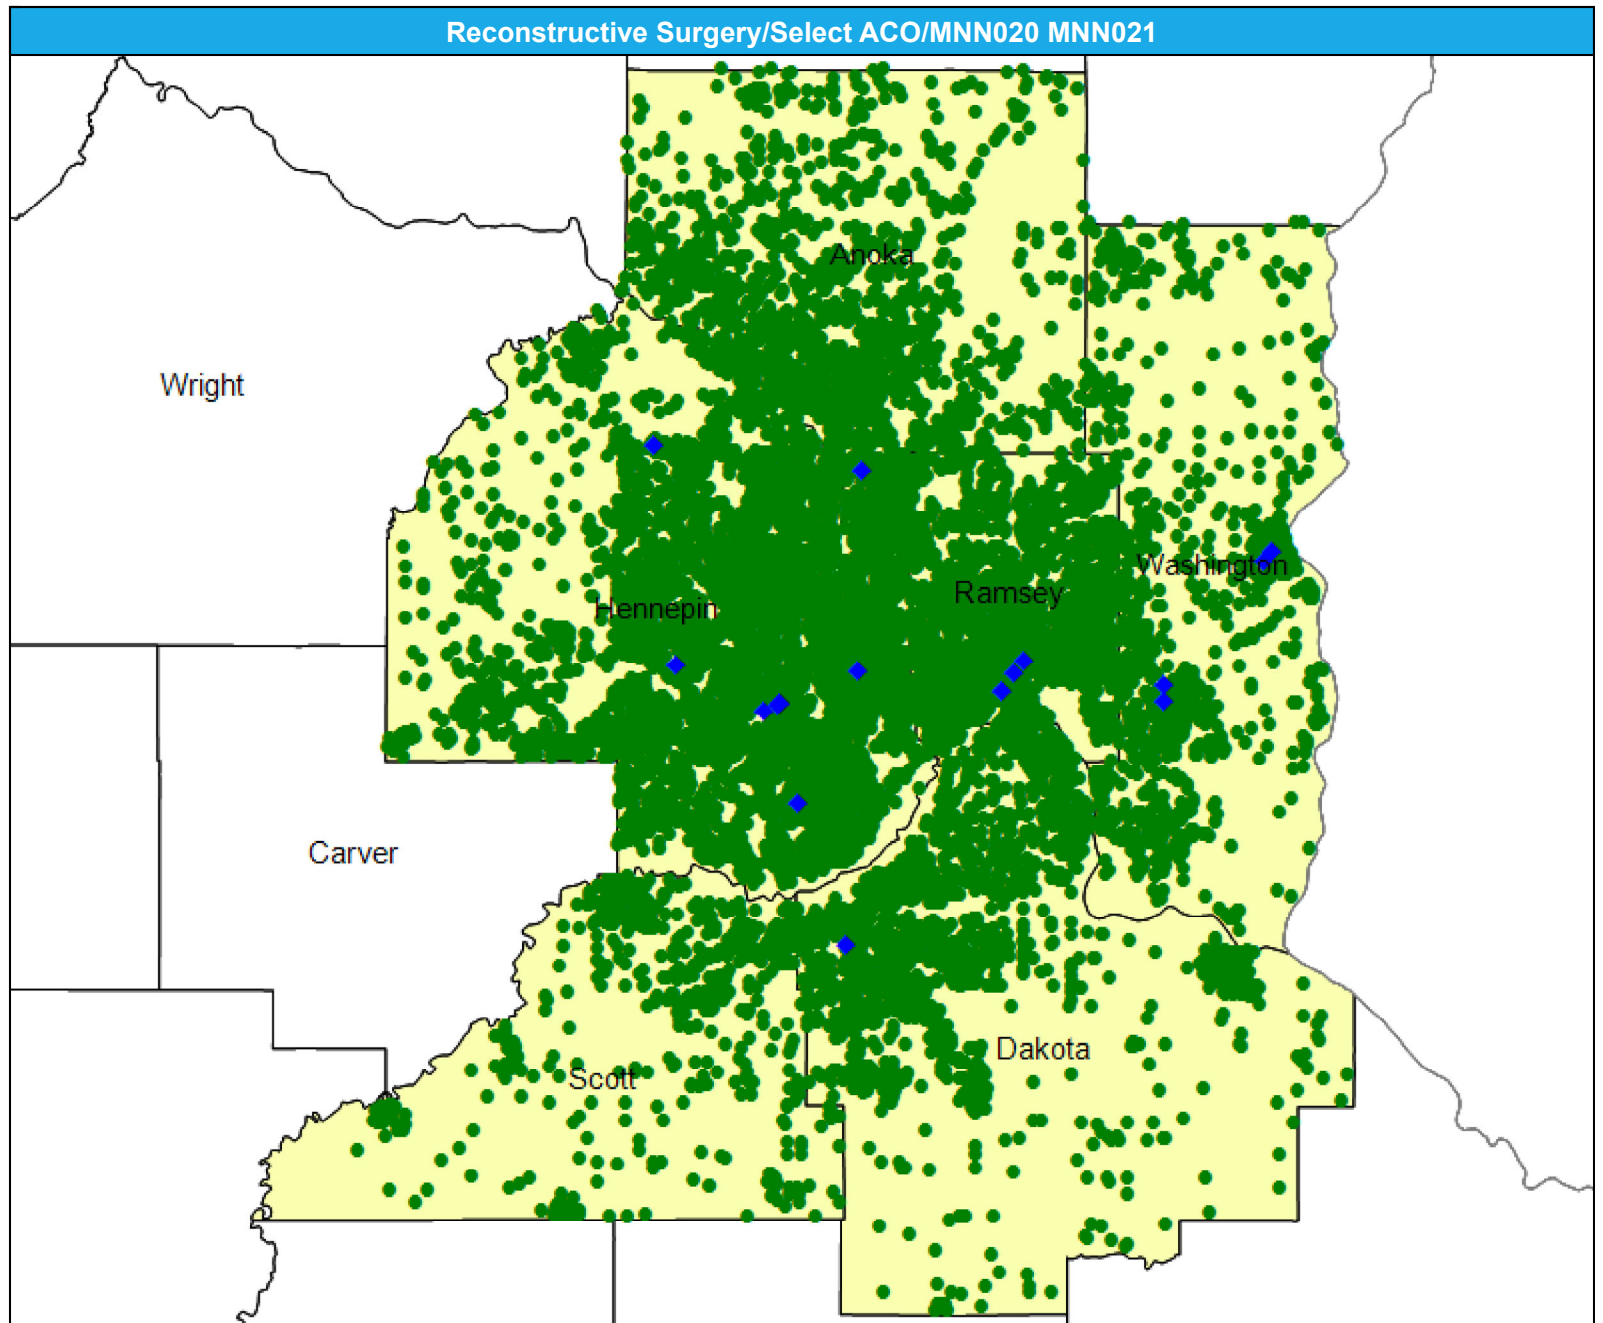 Reconstructive Surgery/Select ACO/MNN020 MNN021
Anoka
Wright
Washington
Ramsey
Hennepin
Carver
Dakota
Scott